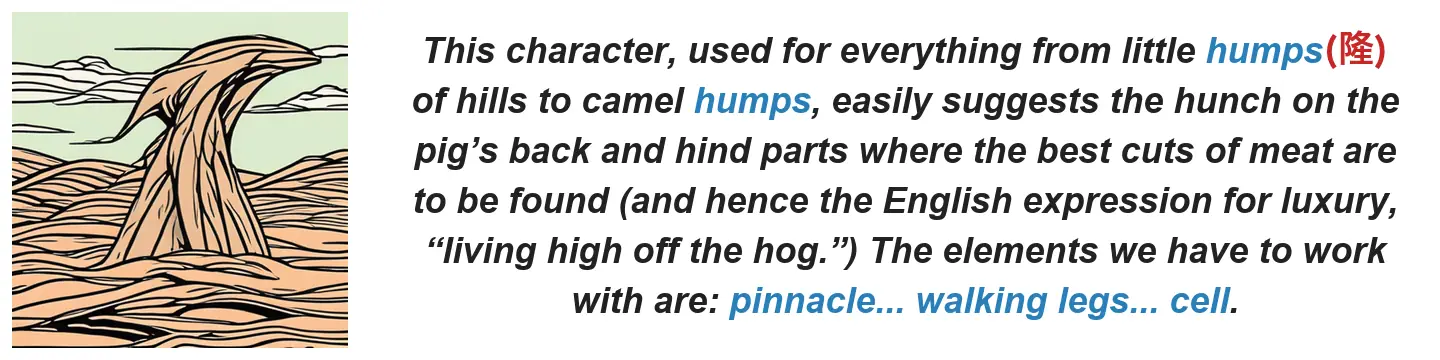 This character, used for everything from little humps(隆)
of hills to camel humps, easily suggests the hunch on the
pig’s back and hind parts where the best cuts of meat are
to be found (and hence the English expression for luxury,
“living high off the hog.”) The elements we have to work
with are: pinnacle... walking legs... cell.